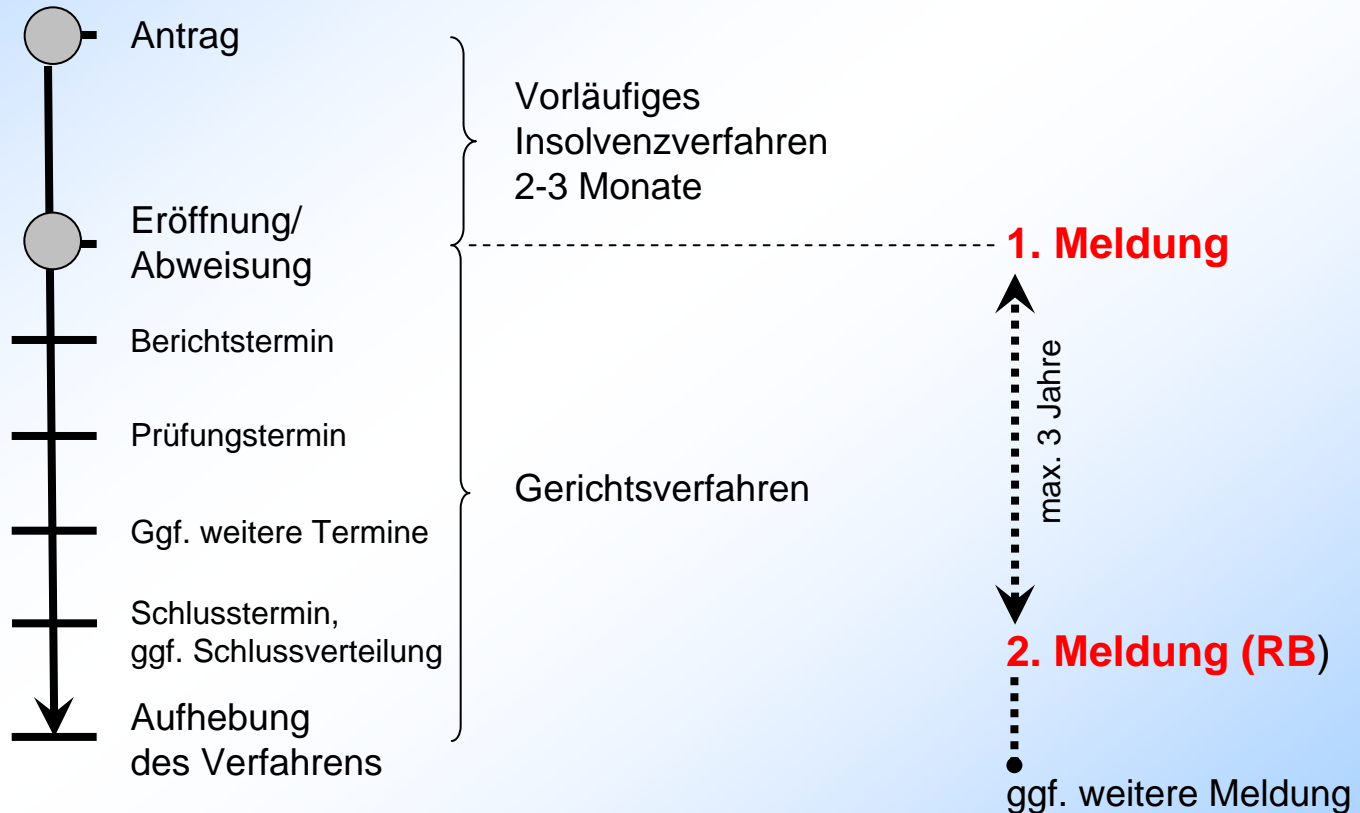 Antrag
Vorläufiges
Insolvenzverfahren
2-3 Monate
Eröffnung/
Abweisung
1. Meldung
Berichtstermin
max. 3 Jahre
Prüfungstermin
Gerichtsverfahren
Ggf. weitere Termine
Schlusstermin,
ggf. Schlussverteilung
2. Meldung (RB)
Aufhebung
des Verfahrens
ggf. weitere Meldung